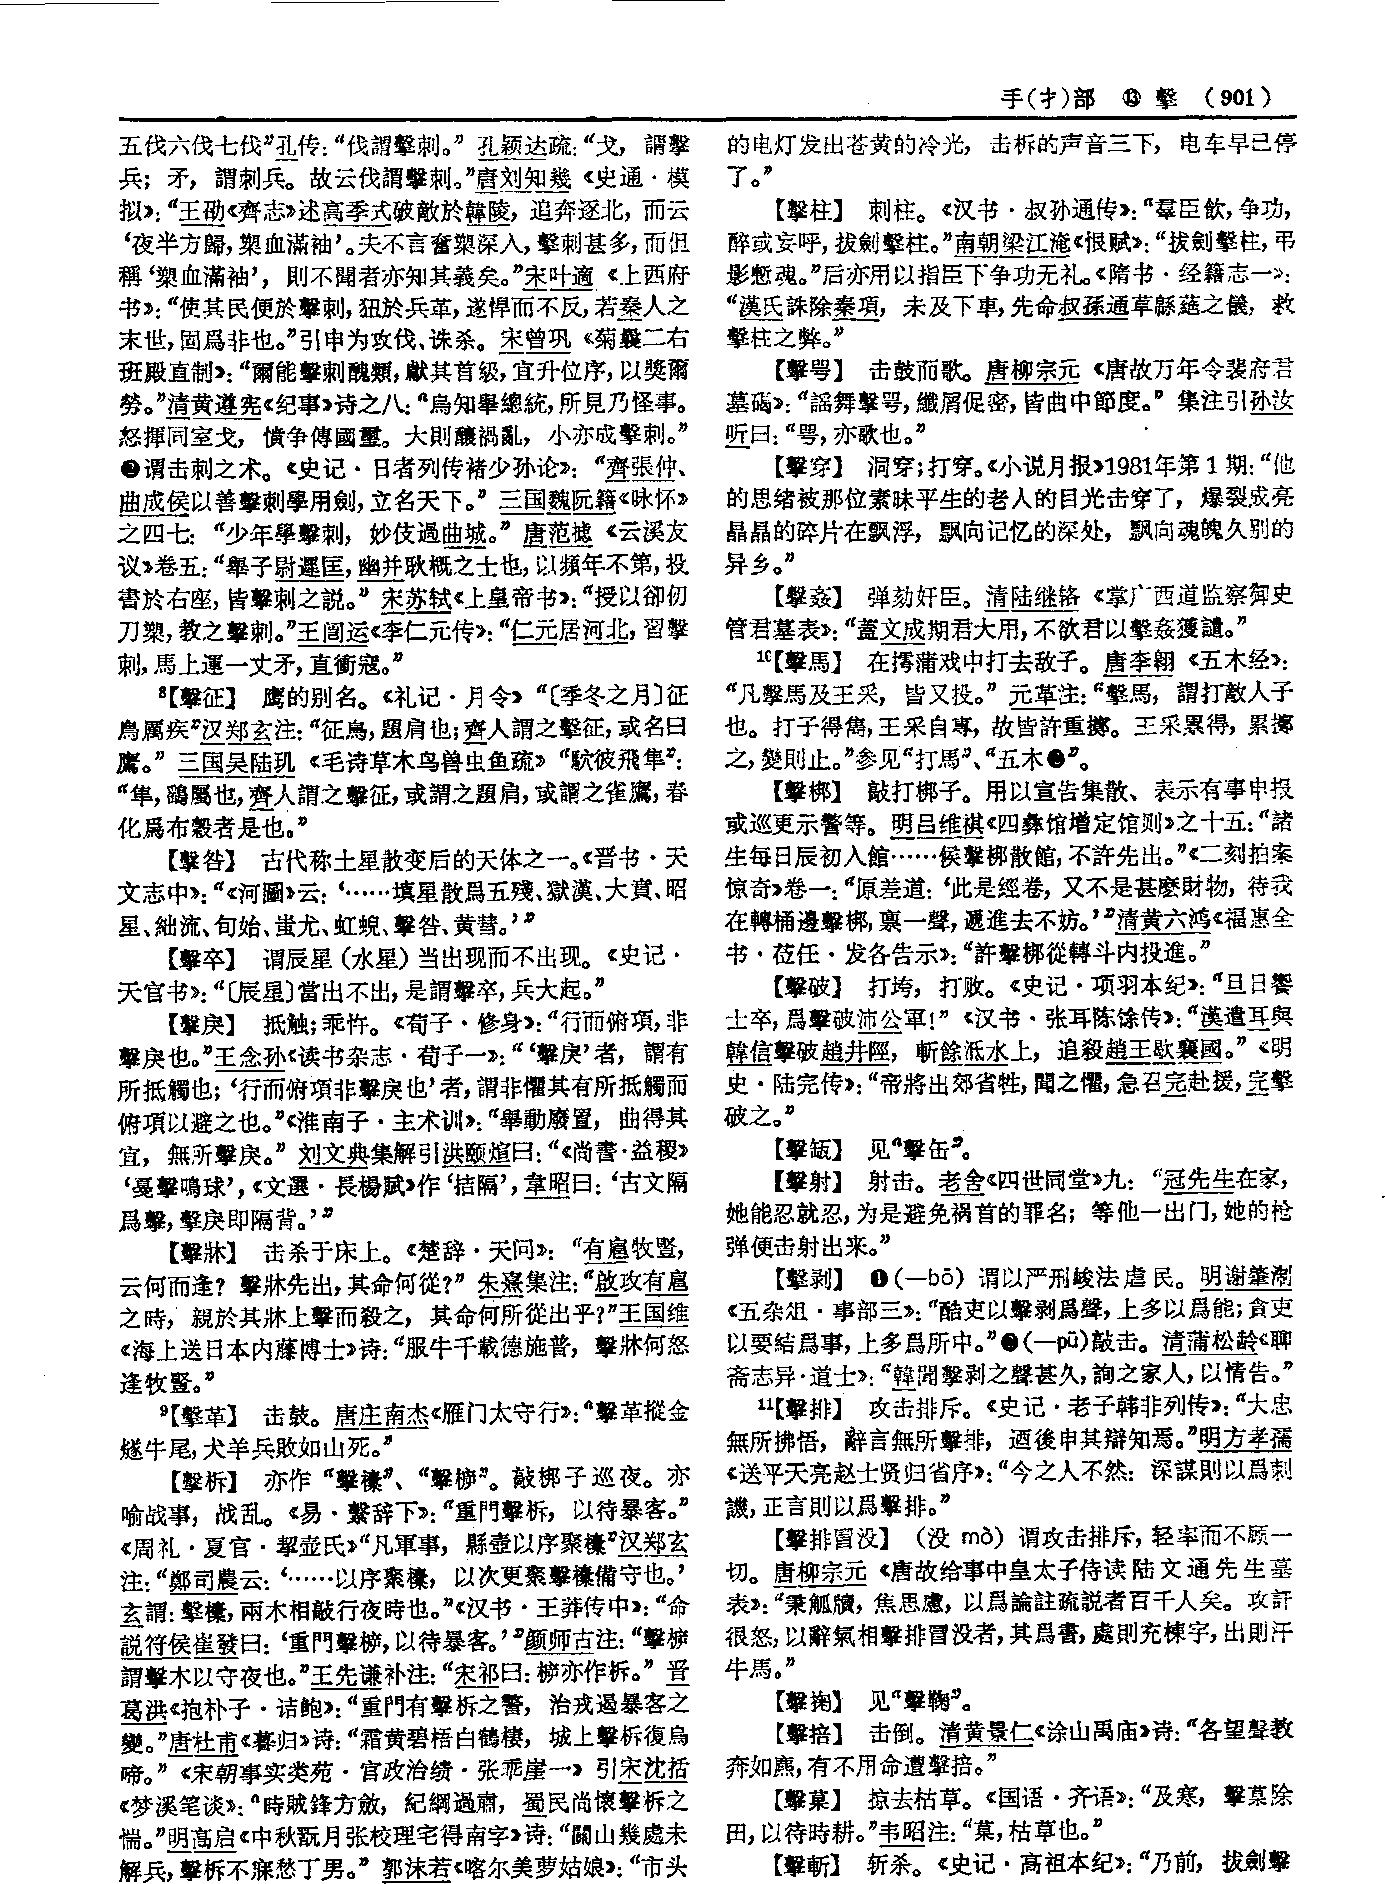 手(扌)部 ⑬ 擊 (901)
五伐六伐七伐”孔传：“伐謂擊刺。” 孔颖达疏：“戈，謂擊
兵；矛，謂刺兵。故云伐謂擊刺。”唐刘知幾《史通·模
拟》：“王劭《齊志》述高季式破敵於韓陵，追奔逐北，而云
‘夜半方歸，槊血滿袖’。夫不言奮槊深入，擊刺甚多，而但
稱‘槊血滿袖’，則不聞者亦知其義矣。”宋叶適《上西府
书》：“使其民便於擊刺，狃於兵革，遂悍而不反，若秦人之
末世，固爲非也。”引申为攻伐、诛杀。宋曾巩《菊襲二右
班殿直制》：“爾能擊刺醜類，獻其首級，宜升位序，以獎爾
勞。”清黄遵宪《纪事》诗之八：“烏知舉總統，所見乃怪事。
怒揮同室戈，憤争傳國璽。大則釀禍亂，小亦成擊刺。”
❷谓击刺之术。《史记·日者列传褚少孙论》：“齊張仲、
曲成侯以善擊刺學用劍，立名天下。”三国魏阮籍《咏怀》
之四七：“少年學擊刺，妙伎過曲城。”唐范摅《云溪友
议》卷五：“舉子尉遲匡，幽并耿概之士也，以頻年不第，投
書於右座，皆擊刺之説。”宋苏轼《上皇帝书》：“授以卻刃
刀槊，教之擊刺。”王闿运《李仁元传》：“仁元居河北，習擊
刺，馬上運一丈矛，直衝寇。”
⁸【擊征】 鹰的别名。《礼记·月令》“〔季冬之月〕征
鳥厲疾”汉郑玄注：“征鳥，題肩也；齊人謂之擊征，或名曰
鷹。”三国吴陆玑《毛诗草木鸟兽虫鱼疏》“鴥彼飛隼”：
“隼，鷂屬也，齊人謂之擊征，或謂之題肩，或謂之雀鷹，春
化爲布穀者是也。”
【擊咎】 古代称土星散变后的天体之一。《晋书·天
文志中》：“《河圖》云：‘……填星散爲五殘、獄漢、大賁、昭
星、絀流、旬始、蚩尤、虹蜺、擊咎、黄彗。’”
【擊卒】 谓辰星（水星）当出现而不出现。《史记·
天官书》：“〔辰星〕當出不出，是謂擊卒，兵大起。”
【擊戾】 抵触；乖忤。《荀子·修身》：“行而俯項，非
擊戾也。”王念孙《读书杂志·荀子一》：“‘擊戾’者，謂有
所抵觸也；‘行而俯項非擊戾也’者，謂非懼其有所抵觸而
俯項以避之也。”《淮南子·主术训》：“舉動廢置，曲得其
宜，無所擊戾。”刘文典集解引洪颐煊曰：“《尚書·益稷》
‘戛擊鳴球’，《文選·長楊賦》作‘拮隔’，韋昭曰：‘古文隔
爲擊，擊戾即隔背。’”
【擊牀】 击杀于床上。《楚辞·天问》：“有扈牧豎，
云何而逢？擊牀先出，其命何從？”朱熹集注：“啟攻有扈
之時，親於其牀上擊而殺之，其命何所從出乎？”王国维
《海上送日本内藤博士》诗：“服牛千載德施普，擊牀何怒
逢牧豎。”
⁹【擊革】 击鼓。唐庄南杰《雁门太守行》：“擊革摐金
燧牛尾，犬羊兵敗如山死。”
【擊柝】 亦作“擊㯓”、“擊㭊”。敲梆子巡夜。亦
喻战事，战乱。《易·繫辞下》：“重門擊柝，以待暴客。”
《周礼·夏官·挈壶氏》“凡軍事，縣壺以序聚㯓”汉郑玄
注：“鄭司農云：‘……以序聚㯓，以次更聚擊㯓備守也。’
玄謂：擊㯓，兩木相敲行夜時也。”《汉书·王莽传中》：“命
説符侯崔發曰：‘重門擊㭊，以待暴客。’”颜师古注：“擊㭊
謂擊木以守夜也。”王先谦补注：“宋祁曰：㭊亦作柝。”晋
葛洪《抱朴子·诘鲍》：“重門有擊柝之警，治戎遏暴客之
變。”唐杜甫《暮归》诗：“霜黄碧梧白鶴棲，城上擊柝復烏
啼。”《宋朝事实类苑·官政治绩·张乖崖一》引宋沈括
《梦溪笔谈》：“時賊鋒方斂，紀綱過肅，蜀民尚懷擊柝之
惴。”明高启《中秋翫月张校理宅得南字》诗：“關山幾處未
解兵，擊柝不寐愁丁男。”郭沫若《喀尔美萝姑娘》：“市头
的电灯发出苍黄的冷光，击柝的声音三下，电车早已停
了。”
【擊柱】 刺柱。《汉书·叔孙通传》：“羣臣飲，争功，
醉或妄呼，拔劍擊柱。”南朝梁江淹《恨赋》：“拔劍擊柱，弔
影慙魂。”后亦用以指臣下争功无礼。《隋书·经籍志一》：
“漢氏誅除秦項，未及下車，先命叔孫通草緜蕝之儀，救
擊柱之弊。”
【擊咢】 击鼓而歌。唐柳宗元《唐故万年令裴府君
墓碣》：“謡舞擊咢，纖屑促密，皆曲中節度。”集注引孙汝
听曰：“咢，亦歌也。”
【擊穿】 洞穿；打穿。《小说月报》1981年第1期：“他
的思绪被那位素昧平生的老人的目光击穿了，爆裂成亮
晶晶的碎片在飘浮，飘向记忆的深处，飘向魂魄久别的
异乡。”
【擊姦】 弹劾奸臣。清陆继辂《掌广西道监察御史
管君墓表》：“蓋文成期君大用，不欲君以擊姦獲譴。”
¹⁰【擊馬】 在摴蒱戏中打去敌子。唐李翱《五木经》：
“凡擊馬及王采，皆又投。”元革注：“擊馬，謂打敵人子
也。打子得雋，王采自專，故皆許重擲。王采累得，累擲
之，變則止。”参见“打馬”、“五木❶”。
【擊梆】 敲打梆子。用以宣告集散、表示有事申报
或巡更示警等。明吕维祺《四彝馆增定馆则》之十五：“諸
生每日辰初入館……候擊梆散館，不許先出。”《二刻拍案
惊奇》卷一：“原差道：‘此是經卷，又不是甚麼財物，待我
在轉桶邊擊梆，禀一聲，遞進去不妨。’”清黄六鸿《福惠全
书·莅任·发各告示》：“許擊梆從轉斗内投進。”
【擊破】 打垮，打败。《史记·项羽本纪》：“旦日饗
士卒，爲擊破沛公軍！”《汉书·张耳陈馀传》：“漢遣耳與
韓信擊破趙井陘，斬餘泜水上，追殺趙王歇襄國。”《明
史·陆完传》：“帝將出郊省牲，聞之懼，急召完赴援，完擊
破之。”
【擊缻】 见“擊缶”。
【擊射】 射击。老舍《四世同堂》九：“冠先生在家，
她能忍就忍，为是避免祸首的罪名；等他一出门，她的枪
弹便击射出来。”
【擊剥】 ❶(—bō) 谓以严刑峻法虐民。明谢肇淛
《五杂俎·事部三》：“酷吏以擊剥爲聲，上多以爲能；貪吏
以要結爲事，上多爲所中。”❷(—pū)敲击。清蒲松龄《聊
斋志异·道士》：“韓聞擊剥之聲甚久，詢之家人，以情告。”
¹¹【擊排】 攻击排斥。《史记·老子韩非列传》：“大忠
無所拂悟，辭言無所擊排，迺後申其辯知焉。”明方孝孺
《送平天亮赵士贤归省序》：“今之人不然：深謀則以爲刺
譏，正言則以爲擊排。”
【擊排冒没】 （没 mò）谓攻击排斥，轻率而不顾一
切。唐柳宗元《唐故给事中皇太子侍读陆文通先生墓
表》：“秉觚牘，焦思慮，以爲論註疏説者百千人矣。攻訐
很怒，以辭氣相擊排冒没者，其爲書，處則充棟宇，出則汗
牛馬。”
【擊掬】 见“擊鞠”。
【擊掊】 击倒。清黄景仁《涂山禹庙》诗：“各望聲教
奔如麃，有不用命遭擊掊。”
【擊菒】 掠去枯草。《国语·齐语》：“及寒，擊菒除
田，以待時耕。”韦昭注：“菒，枯草也。”
【擊斬】 斩杀。《史记·高祖本纪》：“乃前，拔劍擊